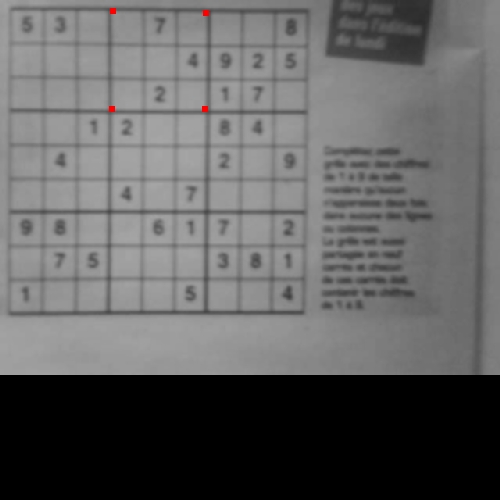 5 3 7 8
4 9 2 5
2 1 7
1 2 8 4
4 2 9
4 7
9 8 6 1 7 2
7 5 3 8 1
1 5 4
des jeux
dans l'édition
de lundi
Complétez cette
grille avec des chiffres
de 1 à 9 de telle
manière qu'aucun
n'apparaisse deux fois
dans aucune des lignes
ou colonnes.
La grille est aussi
partagée en neuf
carrés et chacun
de ces carrés doit
contenir les chiffres
de 1 à 9.